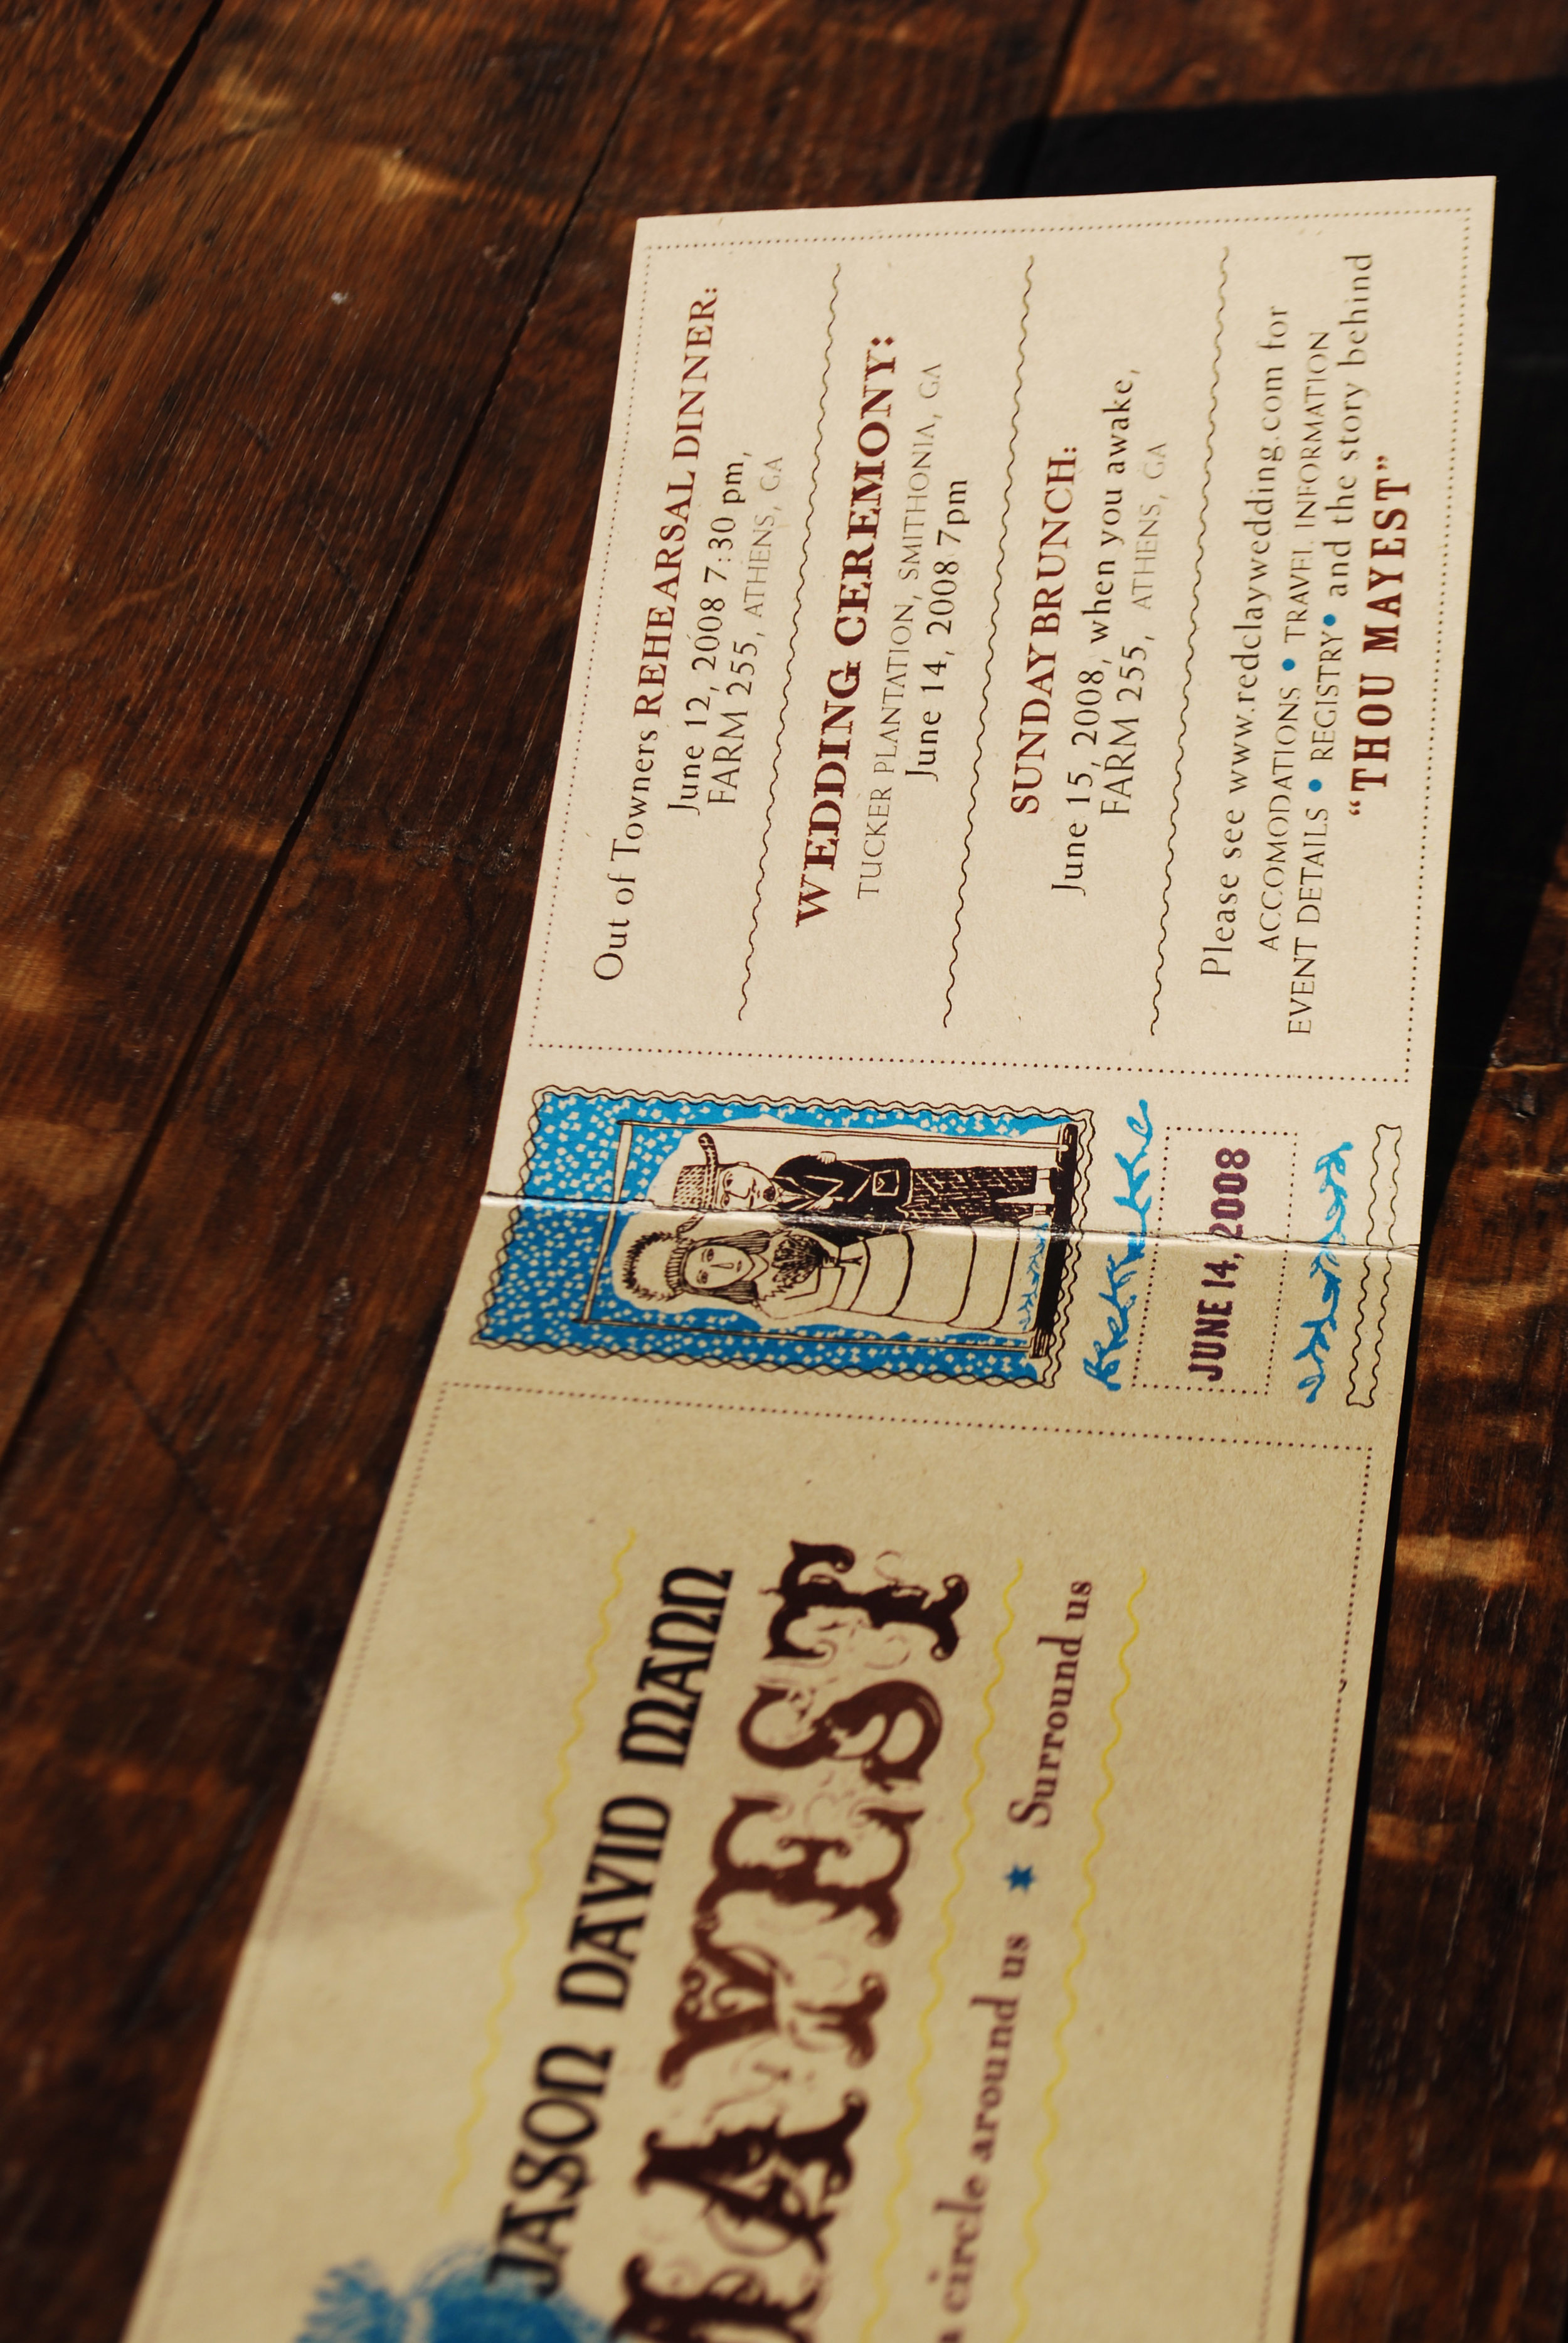 Out of Towners REHEARSAL DINNER:
June 12, 2008 7:30 pm,
FARM 255, ATHENS, GA
WEDDING CEREMONY:
TUCKER PLANTATION, SMITHONIA, GA
June 14, 2008 7pm
SUNDAY BRUNCH:
June 15, 2008, when you awake,
FARM 255, ATHENS, GA
Please see www.redclaywedding.com for
ACCOMODATIONS • TRAVEL INFORMATION
EVENT DETAILS • REGISTRY • and the story behind
“THOU MAYEST”
JUNE 14, 2008
JASON DAVID MANN
MAYEST
circle around us ★ Surround us